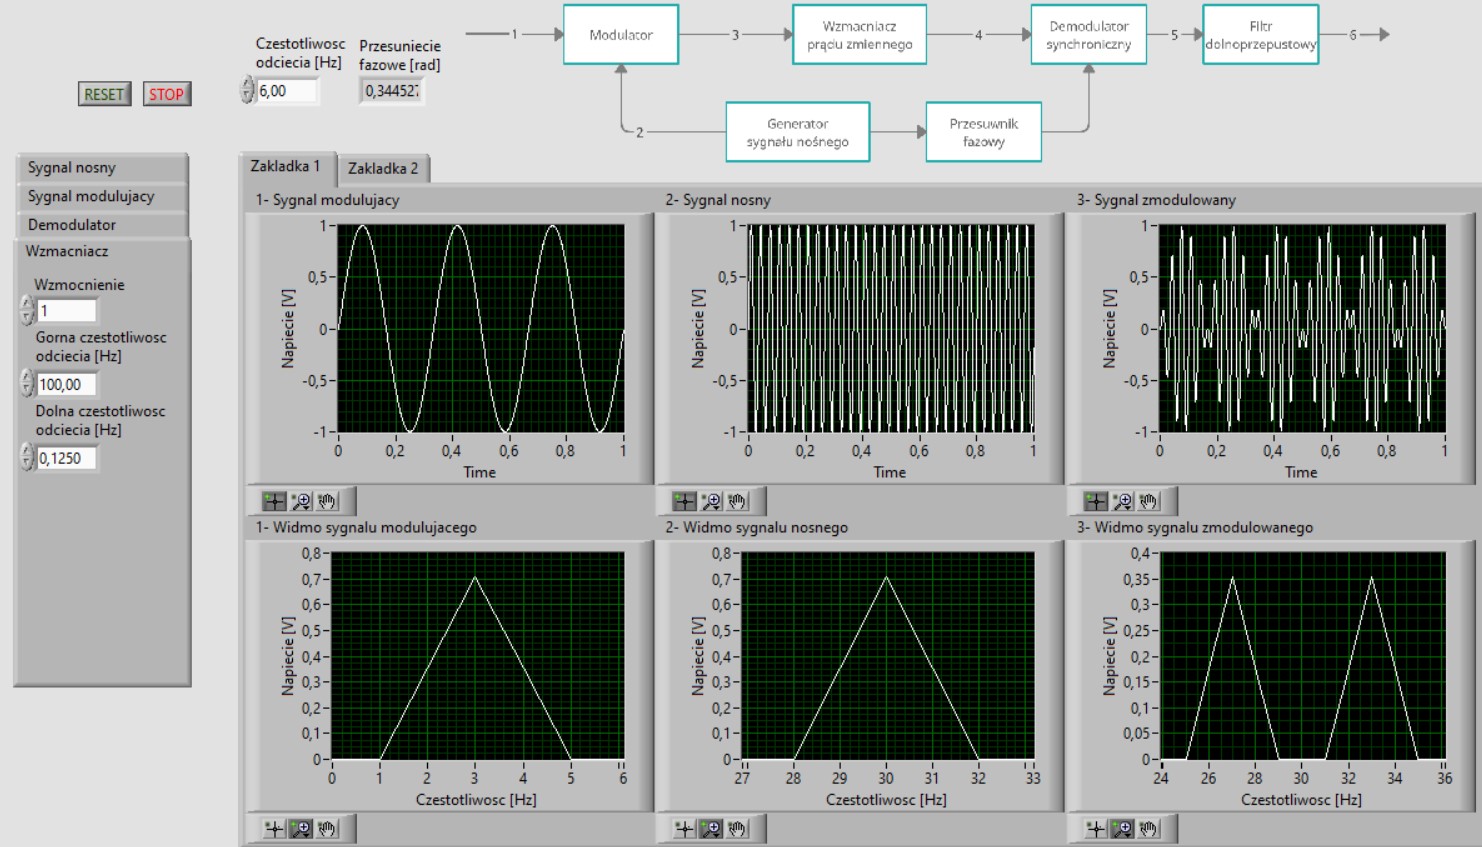 1
Modulator
3
Wzmacniacz
prądu zmiennego
4
Demodulator
synchroniczny
5
Filtr
dolnoprzepustowy
6
2
Generator
sygnału nośnego
Przesuwnik
fazowy
Czestotliwosc
odciecia [Hz]
6,00
Przesuniecie
fazowe [rad]
0,344527
RESET
STOP
Sygnal nosny
Sygnal modulujacy
Demodulator
Wzmacniacz
Wzmocnienie
1
Gorna czestotliwosc
odciecia [Hz]
100,00
Dolna czestotliwosc
odciecia [Hz]
0,1250
Zakladka 1
Zakladka 2
1- Sygnal modulujacy
Napiecie [V]
1
0,5
0
-0,5
-1
0 0,2 0,4 0,6 0,8 1
Time
2- Sygnal nosny
Napiecie [V]
1
0,5
0
-0,5
-1
0 0,2 0,4 0,6 0,8 1
Time
3- Sygnal zmodulowany
Napiecie [V]
1
0,5
0
-0,5
-1
0 0,2 0,4 0,6 0,8 1
Time
1- Widmo sygnalu modulujacego
Napiecie [V]
0,8
0,7
0,6
0,5
0,4
0,3
0,2
0,1
0
0 1 2 3 4 5 6
Czestotliwosc [Hz]
2- Widmo sygnalu nosnego
Napiecie [V]
0,8
0,7
0,6
0,5
0,4
0,3
0,2
0,1
0
27 28 29 30 31 32 33
Czestotliwosc [Hz]
3- Widmo sygnalu zmodulowanego
Napiecie [V]
0,4
0,35
0,3
0,25
0,2
0,15
0,1
0,05
0
24 26 28 30 32 34 36
Czestotliwosc [Hz]